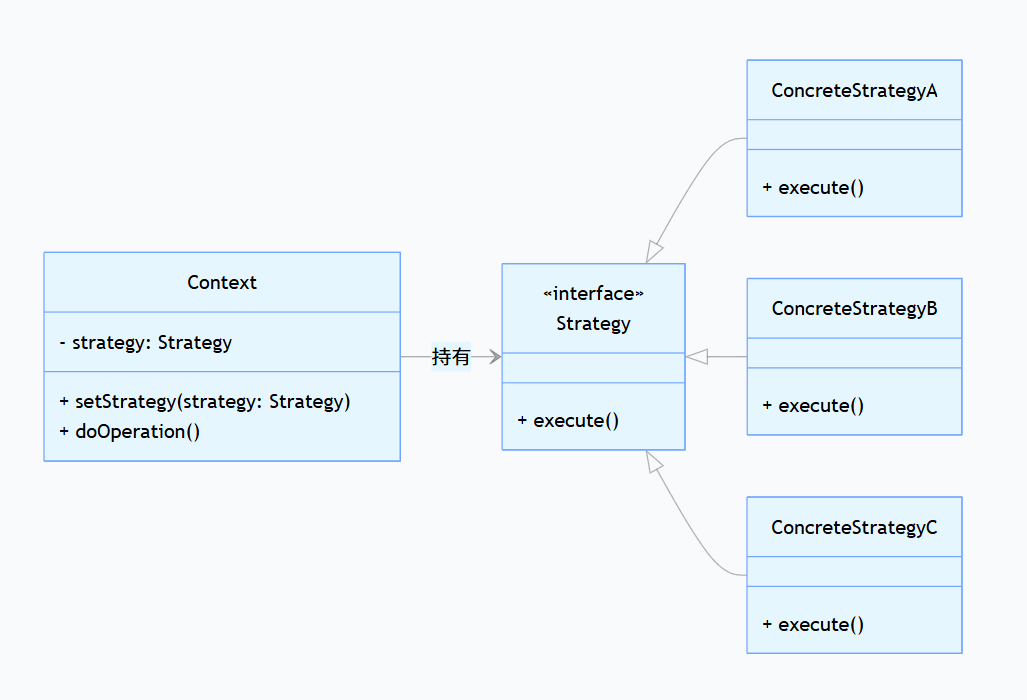 Context
- strategy: Strategy
+ setStrategy(strategy: Strategy)
+ doOperation()
持有
«interface»
Strategy
+ execute()
ConcreteStrategyA
+ execute()
ConcreteStrategyB
+ execute()
ConcreteStrategyC
+ execute()